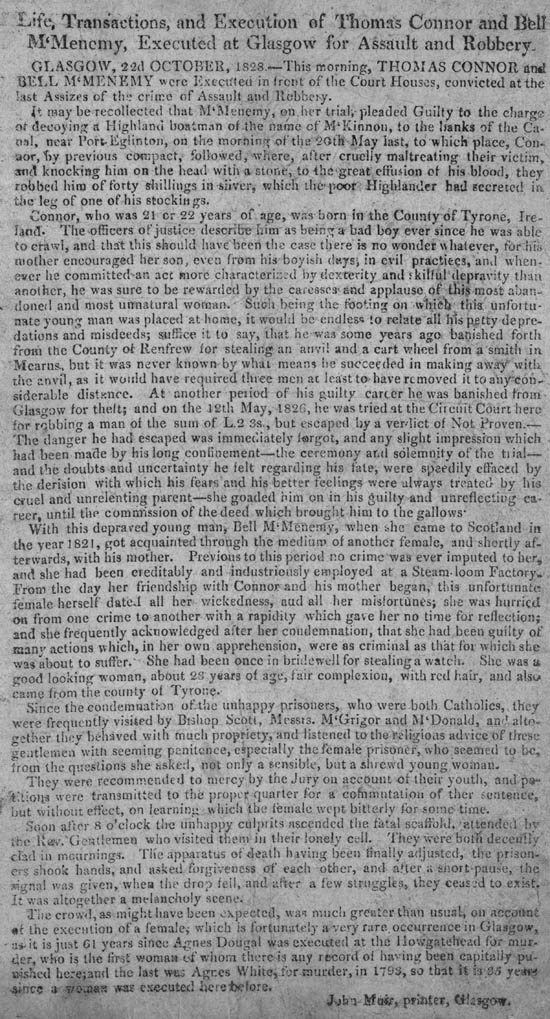 Life, Transactions, and Execution of Thomas Connor and Bell
M'Menemy, Executed at Glasgow for Assault and Robbery.
GLASGOW, 22d OCTOBER, 1828.—This morning, THOMAS CONNOR and
BELL M'MENEMY were Executed in front of the Court Houses, convicted at the
last Assizes of the crime of Assault and Robbery.
It may be recollected that M'Menemy, on her trial, pleaded Guilty to the charge
of decoying a Highland boatman of the name of M'Kinnon, to the banks of the Ca-
nal, near Port-Eglinton, on the morning of the 20th May last, to which place, Con-
nor, by previous compact, followed, where, after cruelly maltreating their victim,
and knocking him on the head with a stone, to the great effusion of his blood, they
robbed him of forty shillings in silver, which the poor Highlander had secreted in
the leg of one of his stockings.
Connor, who was 21 or 22 years of age, was born in the County of Tyrone, Ire-
land. The officers of justice describe him as being a bad boy ever since he was able
to crawl, and that this should have been the case there is no wonder whatever, for his
mother encouraged her son, even from his boyish days, in evil practices, and when-
ever he committed an act more characterized by dexterity and skilful depravity than
another, he was sure to be rewarded by the caresses and applause of this most aban-
doned and most unnatural woman. Such being the footing on which this unfortu-
nate young man was placed at home, it would be endless to relate all his petty depre-
dations and misdeeds; suffice it to say, that he was some years ago banished forth
from the County of Renfrew for stealing an anvil and a cart wheel from a smith in
Mearns, but it was never known by what means he succeeded in making away with
the anvil, as it would have required three men at least to have removed it to any con-
siderable distance. At another period of his guilty career he was banished from
Glasgow for theft; and on the 12th May, 1826, he was tried at the Circuit Court here
for robbing a man of the sum of L.2 3s., but escaped by a verdict of Not Proven.—
The danger he had escaped was immediately forgot, and any slight impression which
had been made by his long confinement—the ceremony and solemnity of the trial—
and the doubts and uncertainty he felt regarding his fate, were speedily effaced by
the derision with which his fears and his better feelings were always treated by his
cruel and unrelenting parent—she goaded him on in his guilty and unreflecting ca-
reer, until the commission of the deed which brought him to the gallows.
With this depraved young man, Bell M'Menemy, when she came to Scotland in
the year 1821, got acquainted through the medium of another female, and shortly af-
terwards, with his mother. Previous to this period no crime was ever imputed to her,
and she had been creditably and industriously employed at a Steam-loom Factory.
From the day her friendship with Connor and his mother began, this unfortunate
female herself dated all her wickedness, aud all her misfortunes; she was hurried
on from one crime to another with a rapidity which gave her no time for reflection;
and she frequently acknowledged after her condemnation, that she had been guilty of
many actions which, in her own apprehension, were as criminal as that for which she
was about to suffer. She had been once in bridewell for stealing a watch. She was a
good looking woman, about 23 years of age, fair complexion, with red hair, and also
came from the county of Tyrone.
Since the condemnation of the unhappy prisoners, who were both Catholics, they
were frequently visited by Bishop Scott, Messrs. M'Grigor and M'Donald, and alto-
gether they behaved with much propriety, and listened to the religious advice of these
gentlemen with seeming penitence, especially the female prisoner, who seemed to be,
from the questions she asked, not only a sensible, but a shrewd young woman.
They were recommended to mercy by the Jury on account of their youth, and pe-
titions were transmitted to the proper quarter for a commutation of ther sentence,
but without effect, on learning which the female wept bitterly for some time.
Soon after 8 o'clock the unhappy culprits ascended the fatal scaffold, attended by
the Rev. Gentlemen who visited them in their lonely cell. They were both decently
clad in mournings. The apparatus of death having been finally adjusted, the prison-
ers shook hands, and asked forgiveness of each other, and after a short pause, the
signal was given, when the drop fell, and after a few struggles, they ceased to exist.
It was altogether a melancholy scene.
The crowd, as might have been expected, was much greater than usual, on account
of the execution of a female, which is fortunately a very rare occurrence in Glasgow,
as it is just 61 years since Agnes Dougal was executed at the Howgatehead for mur-
der, who is the first woman of whom there is any record of having been capitally pu-
nished here; and the last was Agnes White, for murder, in 1793, so that it is 35 years
since a woman was executed here before.
John Muir, printer, Glasgow.